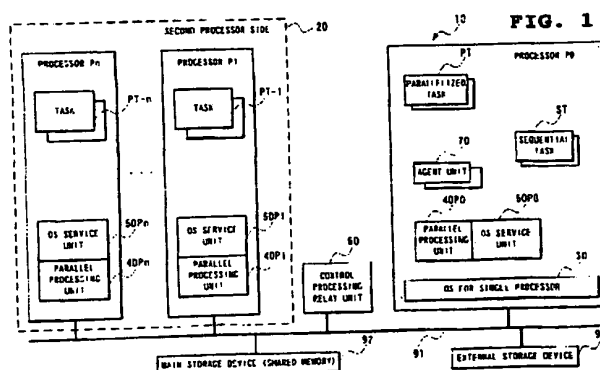 FIG. 1
SECOND PROCESSOR SIDE
20
10
P
PROCESSOR Pn
PROCESSOR P1
PROCESSOR P0
TASK
PT-n
TASK
PT-1
PT
PARALLELIZED
TASK
ST
SEQUENTIAL
TASK
70
AGENT UNIT
...
OS SERVICE
UNIT
50Pn
PARALLEL
PROCESSING
UNIT
40Pn
OS SERVICE
UNIT
50P1
PARALLEL
PROCESSING
UNIT
40P1
60
CONTROL
PROCESSING
RELAY UNIT
40P0
50P0
PARALLEL
PROCESSING
UNIT
OS SERVICE
UNIT
30
OS FOR SINGLE PROCESSOR
MAIN STORAGE DEVICE (SHARED MEMORY)
92
91
EXTERNAL STORAGE DEVICE